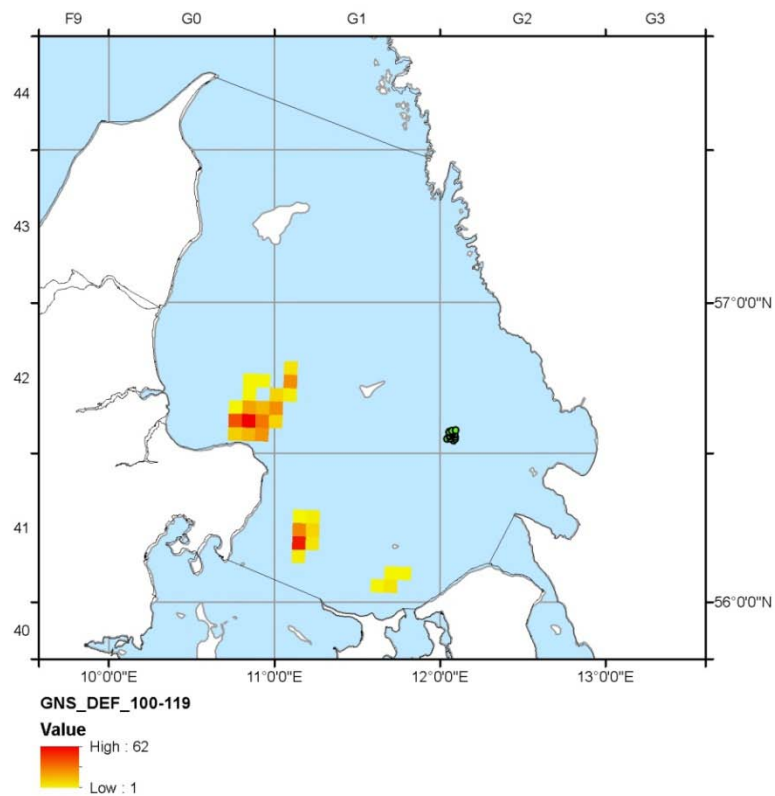 F9 G0 G1 G2 G3
44
43
57°0'0"N
42
41
56°0'0"N
40
10°0'0"E 11°0'0"E 12°0'0"E 13°0'0"E
GNS_DEF_100-119
Value
High : 62
Low : 1